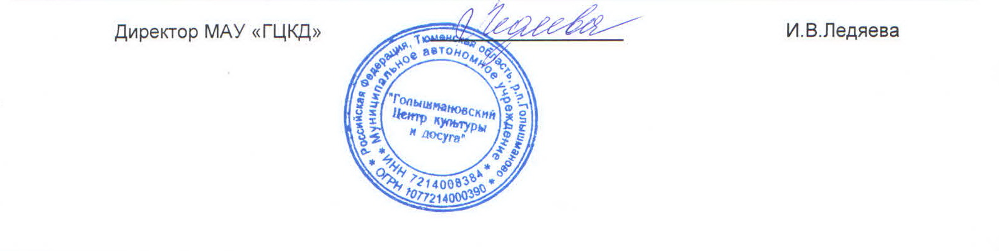 Директор МАУ «ГЦКД» Ледяева И.В.Ледяева
* Российская Федерация, Тюменская область, р.п.Голышманово *
ОГРН 1077214000390
* Муниципальное автономное учреждение *
ИНН 7214008384
"Голышмановский
Центр культуры
и досуга"